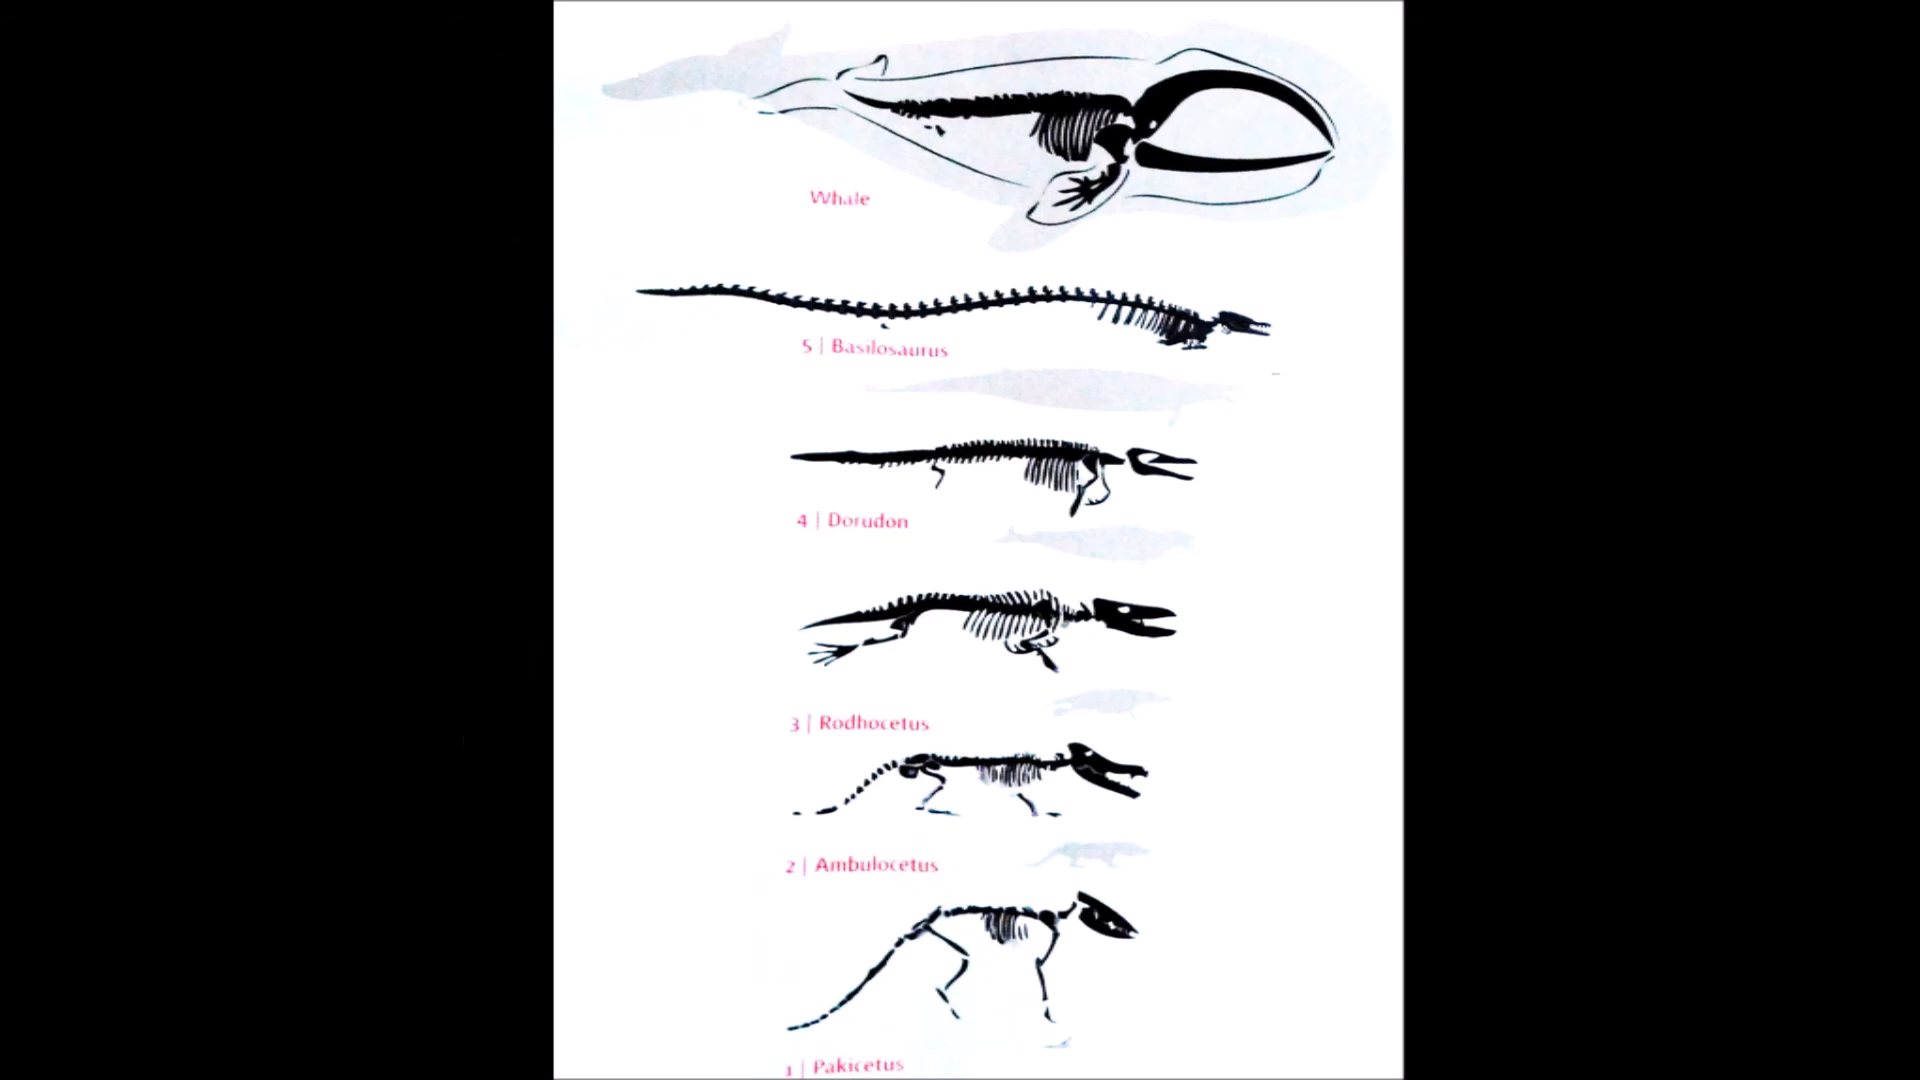 Whale
5 | Basilosaurus
4 | Dorudon
3 | Rodhocetus
2 | Ambulocetus
1 | Pakicetus